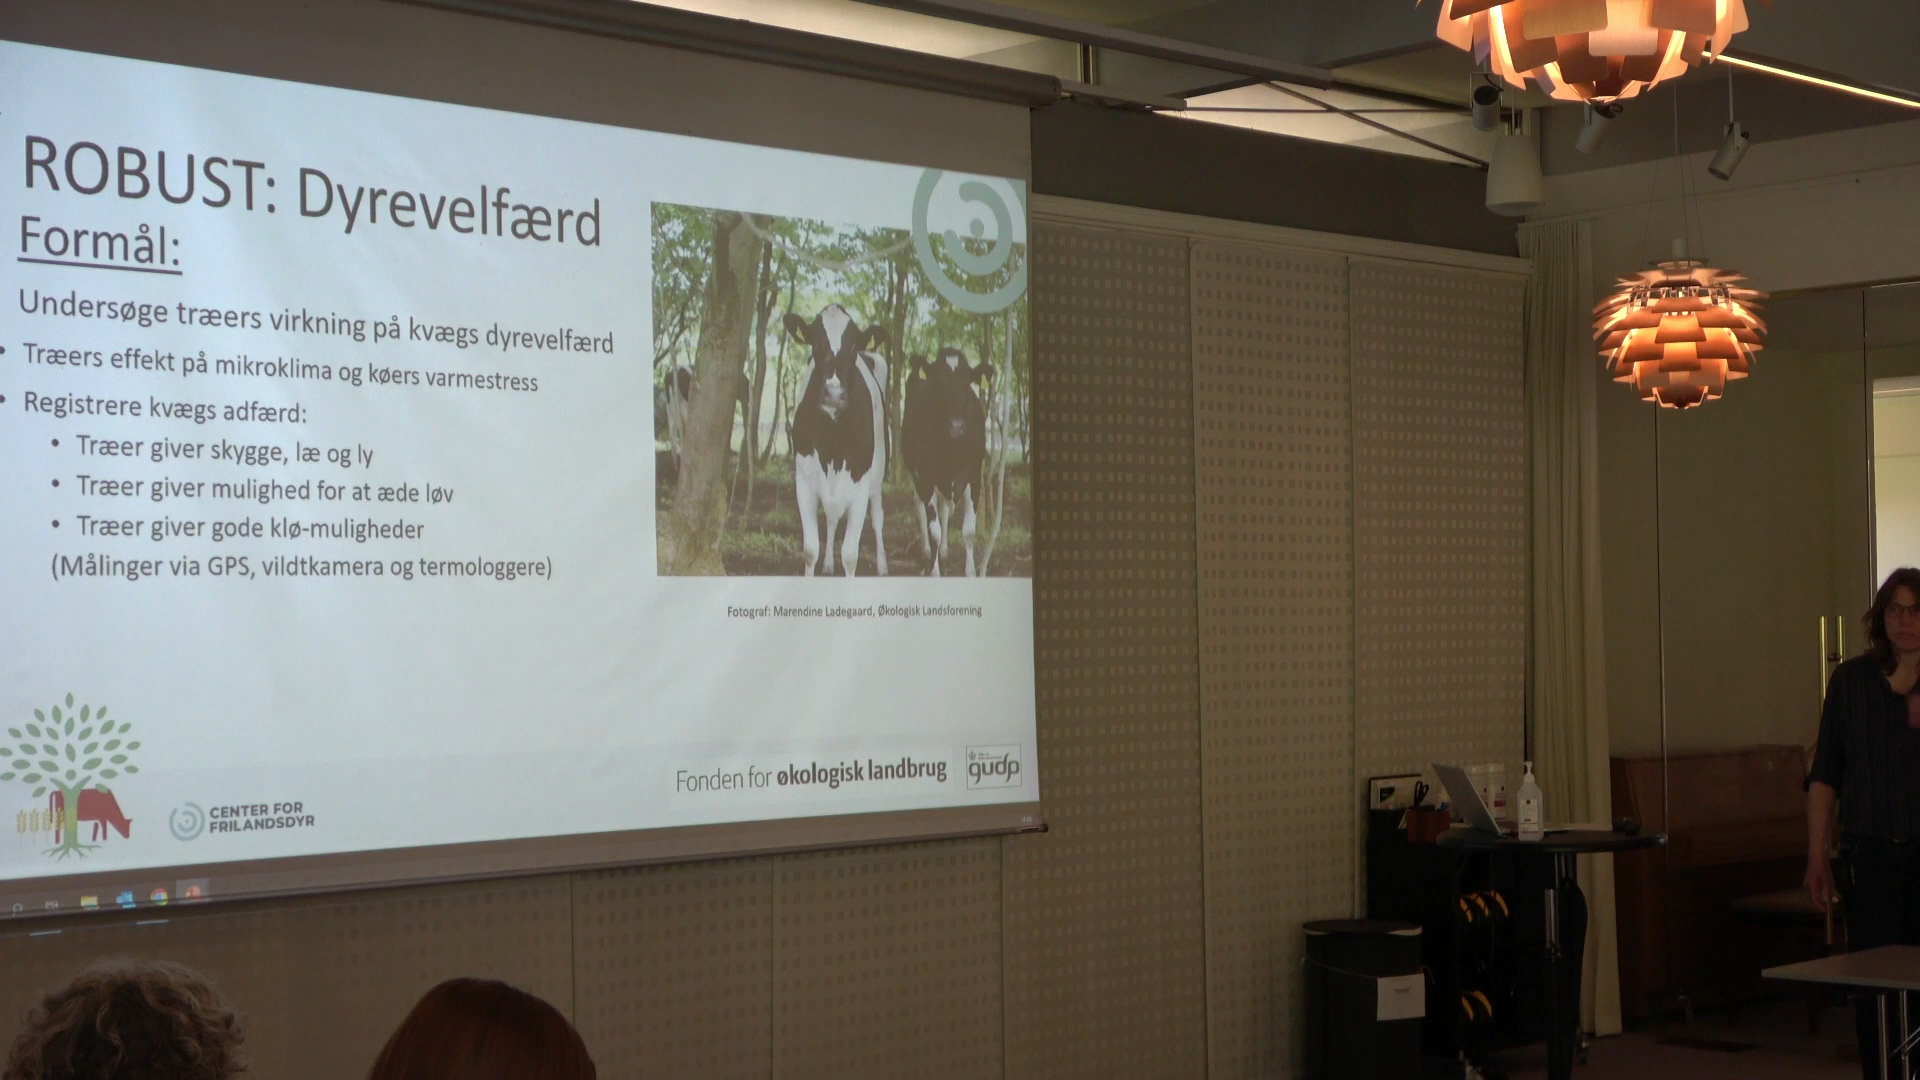 ROBUST: Dyrevelfærd
Formål:
Undersøge træers virkning på kvægs dyrevelfærd
• Træers effekt på mikroklima og køers varmestress
• Registrere kvægs adfærd:
• Træer giver skygge, læ og ly
• Træer giver mulighed for at æde løv
• Træer giver gode klø-muligheder
(Målinger via GPS, vildtkamera og termologgere)
Fotograf: Marendine Ladegaard, Økologisk Landsforening
CENTER FOR
FRILANDSDYR
Fonden for økologisk landbrug
gudp